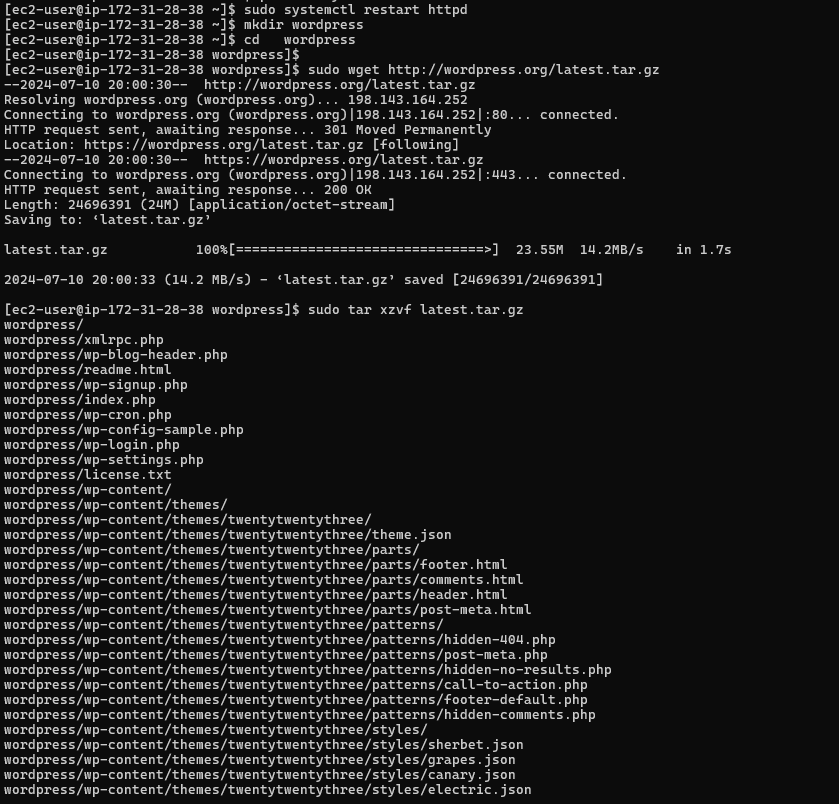 [ec2-user@ip-172-31-28-38 ~]$ sudo systemctl restart httpd
[ec2-user@ip-172-31-28-38 ~]$ mkdir wordpress
[ec2-user@ip-172-31-28-38 ~]$ cd   wordpress
[ec2-user@ip-172-31-28-38 wordpress]$
[ec2-user@ip-172-31-28-38 wordpress]$ sudo wget http://wordpress.org/latest.tar.gz
--2024-07-10 20:00:30--  http://wordpress.org/latest.tar.gz
Resolving wordpress.org (wordpress.org)... 198.143.164.252
Connecting to wordpress.org (wordpress.org)|198.143.164.252|:80... connected.
HTTP request sent, awaiting response... 301 Moved Permanently
Location: https://wordpress.org/latest.tar.gz [following]
--2024-07-10 20:00:30--  https://wordpress.org/latest.tar.gz
Connecting to wordpress.org (wordpress.org)|198.143.164.252|:443... connected.
HTTP request sent, awaiting response... 200 OK
Length: 24696391 (24M) [application/octet-stream]
Saving to: ‘latest.tar.gz’
latest.tar.gz           100%[===============================>]  23.55M  14.2MB/s    in 1.7s
2024-07-10 20:00:33 (14.2 MB/s) - ‘latest.tar.gz’ saved [24696391/24696391]
[ec2-user@ip-172-31-28-38 wordpress]$ sudo tar xzvf latest.tar.gz
wordpress/
wordpress/xmlrpc.php
wordpress/wp-blog-header.php
wordpress/readme.html
wordpress/wp-signup.php
wordpress/index.php
wordpress/wp-cron.php
wordpress/wp-config-sample.php
wordpress/wp-login.php
wordpress/wp-settings.php
wordpress/license.txt
wordpress/wp-content/
wordpress/wp-content/themes/
wordpress/wp-content/themes/twentytwentythree/
wordpress/wp-content/themes/twentytwentythree/theme.json
wordpress/wp-content/themes/twentytwentythree/parts/
wordpress/wp-content/themes/twentytwentythree/parts/footer.html
wordpress/wp-content/themes/twentytwentythree/parts/comments.html
wordpress/wp-content/themes/twentytwentythree/parts/header.html
wordpress/wp-content/themes/twentytwentythree/parts/post-meta.html
wordpress/wp-content/themes/twentytwentythree/patterns/
wordpress/wp-content/themes/twentytwentythree/patterns/hidden-404.php
wordpress/wp-content/themes/twentytwentythree/patterns/post-meta.php
wordpress/wp-content/themes/twentytwentythree/patterns/hidden-no-results.php
wordpress/wp-content/themes/twentytwentythree/patterns/call-to-action.php
wordpress/wp-content/themes/twentytwentythree/patterns/footer-default.php
wordpress/wp-content/themes/twentytwentythree/patterns/hidden-comments.php
wordpress/wp-content/themes/twentytwentythree/styles/
wordpress/wp-content/themes/twentytwentythree/styles/sherbet.json
wordpress/wp-content/themes/twentytwentythree/styles/grapes.json
wordpress/wp-content/themes/twentytwentythree/styles/canary.json
wordpress/wp-content/themes/twentytwentythree/styles/electric.json